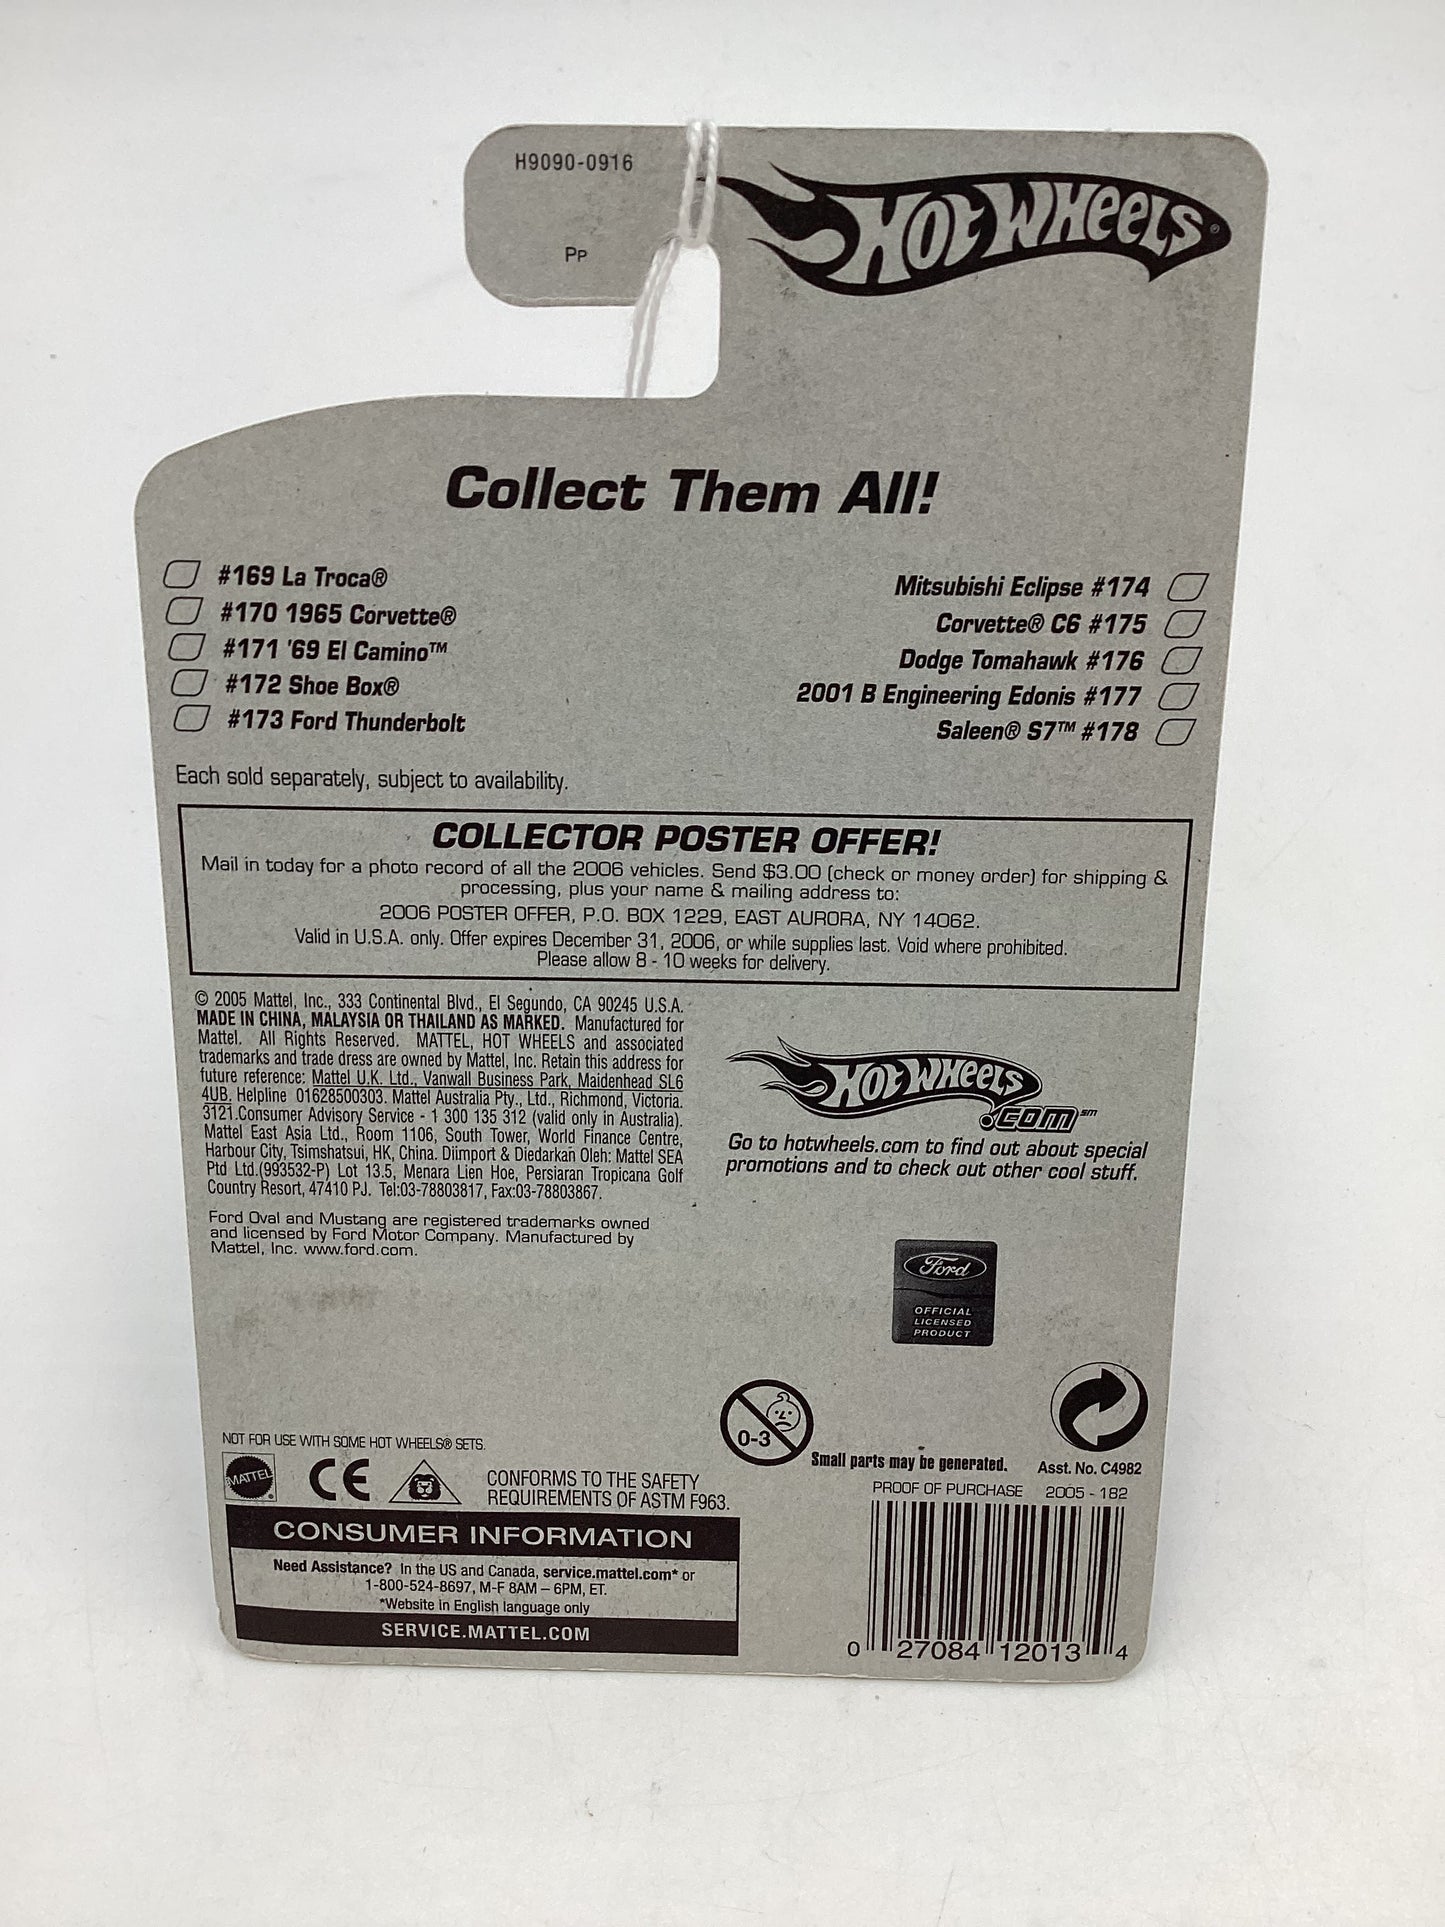 H9090-0916
PP
HOT WHEELS®
Collect Them All!
#169 La Troca®
#170 1965 Corvette®
#171 '69 El Camino™
#172 Shoe Box®
#173 Ford Thunderbolt
Mitsubishi Eclipse #174
Corvette® C6 #175
Dodge Tomahawk #176
2001 B Engineering Edonis #177
Saleen® S7™ #178
Each sold separately, subject to availability.
COLLECTOR POSTER OFFER!
Mail in today for a photo record of all the 2006 vehicles. Send $3.00 (check or money order) for shipping &
processing, plus your name & mailing address to:
2006 POSTER OFFER, P.O. BOX 1229, EAST AURORA, NY 14062.
Valid in U.S.A. only. Offer expires December 31, 2006, or while supplies last. Void where prohibited.
Please allow 8 - 10 weeks for delivery.
© 2005 Mattel, Inc., 333 Continental Blvd., El Segundo, CA 90245 U.S.A.
MADE IN CHINA, MALAYSIA OR THAILAND AS MARKED. Manufactured for
Mattel. All Rights Reserved. MATTEL, HOT WHEELS and associated
trademarks and trade dress are owned by Mattel, Inc. Retain this address for
future reference: Mattel U.K. Ltd., Vanwall Business Park, Maidenhead SL6
4UB. Helpline 01628500303. Mattel Australia Pty., Ltd., Richmond, Victoria.
3121.Consumer Advisory Service - 1 300 135 312 (valid only in Australia).
Mattel East Asia Ltd., Room 1106, South Tower, World Finance Centre,
Harbour City, Tsimshatsui, HK, China. Diimport & Diedarkan Oleh: Mattel SEA
Ptd Ltd.(993532-P) Lot 13.5, Menara Lien Hoe, Persiaran Tropicana Golf
Country Resort, 47410 PJ. Tel:03-78803817, Fax:03-78803867.
Ford Oval and Mustang are registered trademarks owned
and licensed by Ford Motor Company. Manufactured by
Mattel, Inc. www.ford.com.
HOT WHEELS
.COM℠
Go to hotwheels.com to find out about special
promotions and to check out other cool stuff.
Ford
OFFICIAL
LICENSED
PRODUCT
0-3
Small parts may be generated.
Asst. No. C4982
NOT FOR USE WITH SOME HOT WHEELS® SETS.
MATTEL®
CE
CONFORMS TO THE SAFETY
REQUIREMENTS OF ASTM F963.
CONSUMER INFORMATION
Need Assistance? In the US and Canada, service.mattel.com* or
1-800-524-8697, M-F 8AM – 6PM, ET.
*Website in English language only
SERVICE.MATTEL.COM
PROOF OF PURCHASE 2005 - 182
0 27084 12013 4